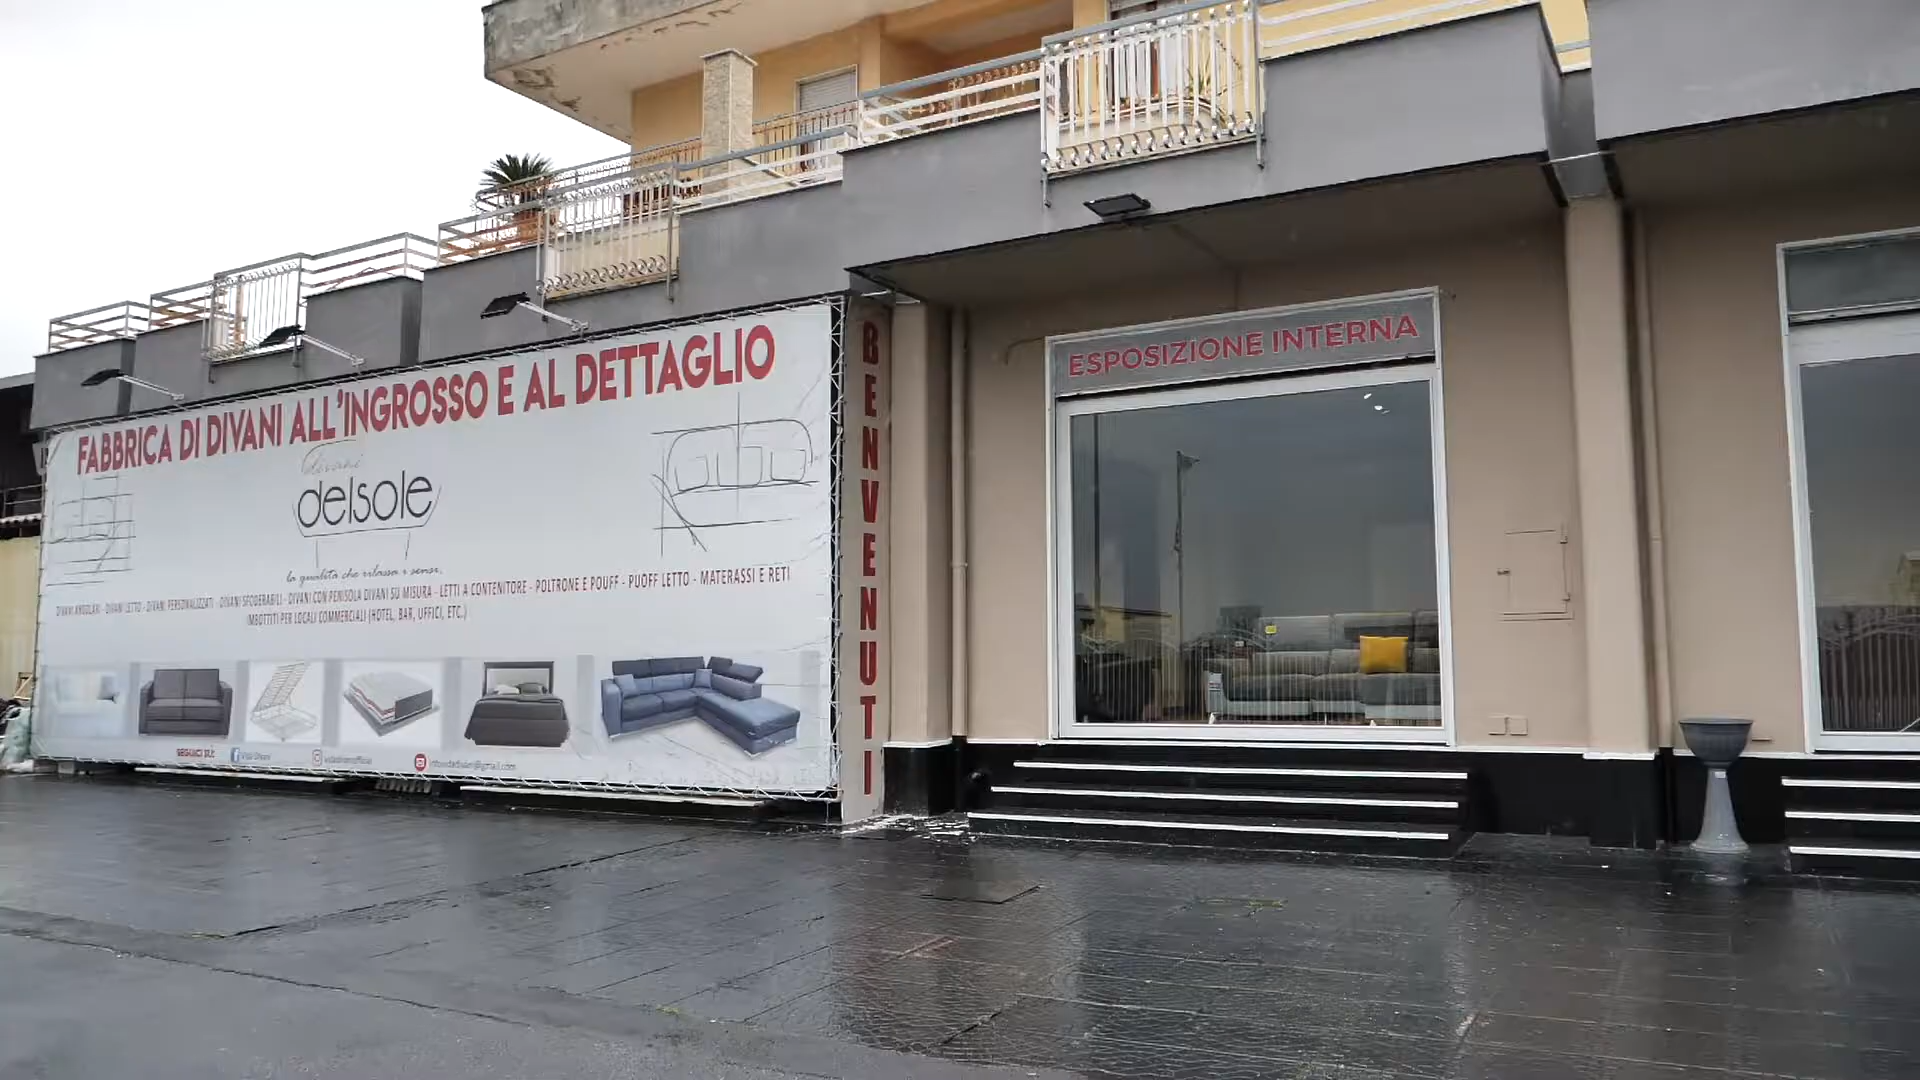 FABBRICA DI DIVANI ALL'INGROSSO E AL DETTAGLIO
divani
delsole
la qualità che rilassa i sensi.
DIVANI ANGOLARI - DIVANI LETTO - DIVANI PERSONALIZZATI - DIVANI SFODERABILI - DIVANI CON PENISOLA DIVANI SU MISURA - LETTI A CONTENITORE - POLTRONE E POUFF - PUOFF LETTO - MATERASSI E RETI
IMBOTTITI PER LOCALI COMMERCIALI (HOTEL, BAR, UFFICI, ETC.)
SEGUICI SU:
BENVENUTI
ESPOSIZIONE INTERNA